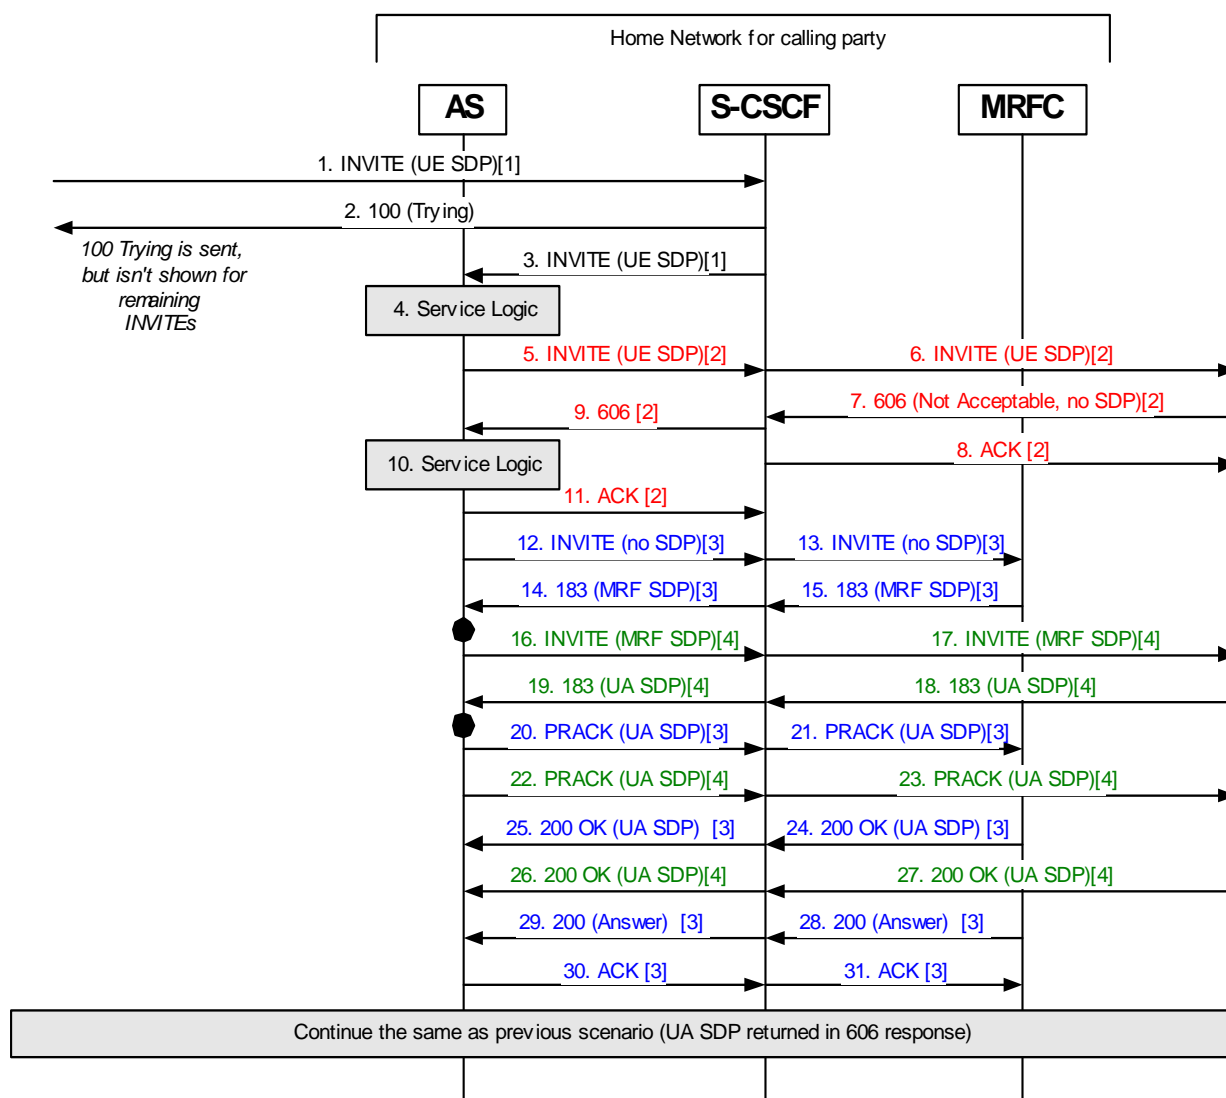 Home Network for calling party
AS
S-CSCF
MRFC
1. INVITE (UE SDP)[1]
2. 100 (Trying)
100 Trying is sent,
but isn't shown for
remaining
INVITEs
3. INVITE (UE SDP)[1]
4. Service Logic
5. INVITE (UE SDP)[2]
6. INVITE (UE SDP)[2]
7. 606 (Not Acceptable, no SDP)[2]
9. 606 [2]
10. Service Logic
8. ACK [2]
11. ACK [2]
12. INVITE (no SDP)[3]
13. INVITE (no SDP)[3]
14. 183 (MRF SDP)[3]
15. 183 (MRF SDP)[3]
16. INVITE (MRF SDP)[4]
17. INVITE (MRF SDP)[4]
19. 183 (UA SDP)[4]
18. 183 (UA SDP)[4]
20. PRACK (UA SDP)[3]
21. PRACK (UA SDP)[3]
22. PRACK (UA SDP)[4]
23. PRACK (UA SDP)[4]
25. 200 OK (UA SDP) [3]
24. 200 OK (UA SDP) [3]
26. 200 OK (UA SDP)[4]
27. 200 OK (UA SDP)[4]
29. 200 (Answer) [3]
28. 200 (Answer) [3]
30. ACK [3]
31. ACK [3]
Continue the same as previous scenario (UA SDP returned in 606 response)